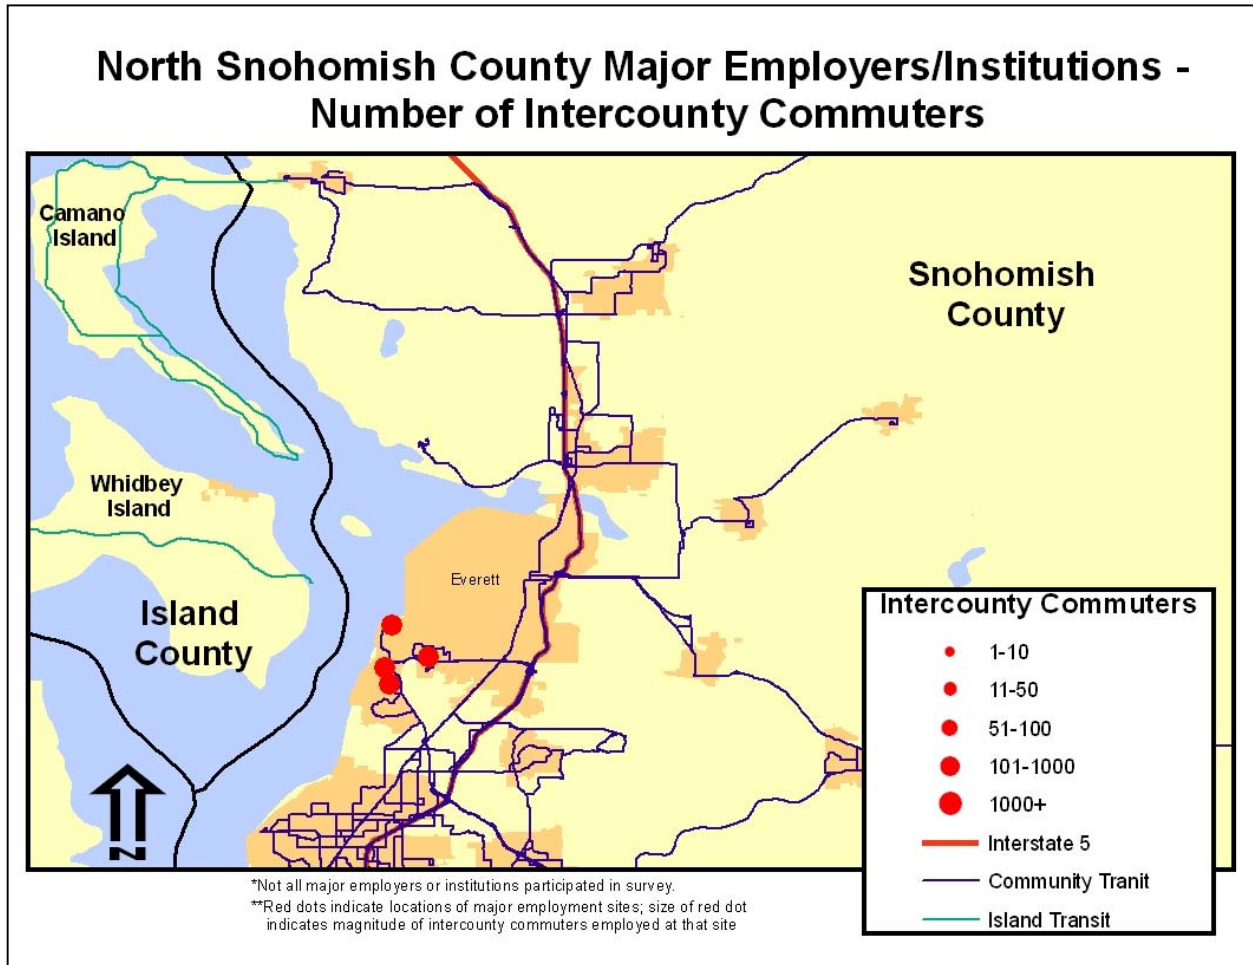 North Snohomish County Major Employers/Institutions -
Number of Intercounty Commuters
Camano
Island
Snohomish
County
Whidbey
Island
Everett
Island
County
N
Intercounty Commuters
1-10
11-50
51-100
101-1000
1000+
Interstate 5
Community Tranit
Island Transit
*Not all major employers or institutions participated in survey.
**Red dots indicate locations of major employment sites; size of red dot
indicates magnitude of intercounty commuters employed at that site